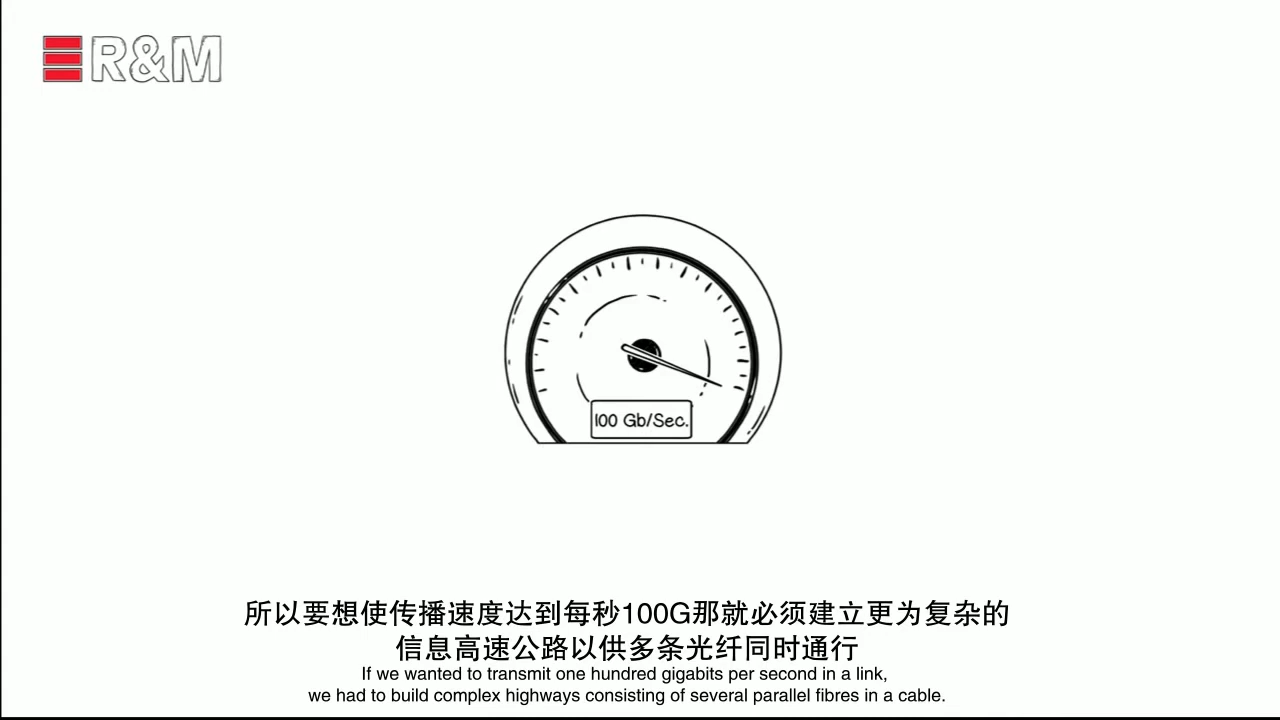 R&M
100 Gb/Sec.
所以要想使传播速度达到每秒100G那就必须建立更为复杂的
信息高速公路以供多条光纤同时通行
If we wanted to transmit one hundred gigabits per second in a link,
we had to build complex highways consisting of several parallel fibres in a cable.